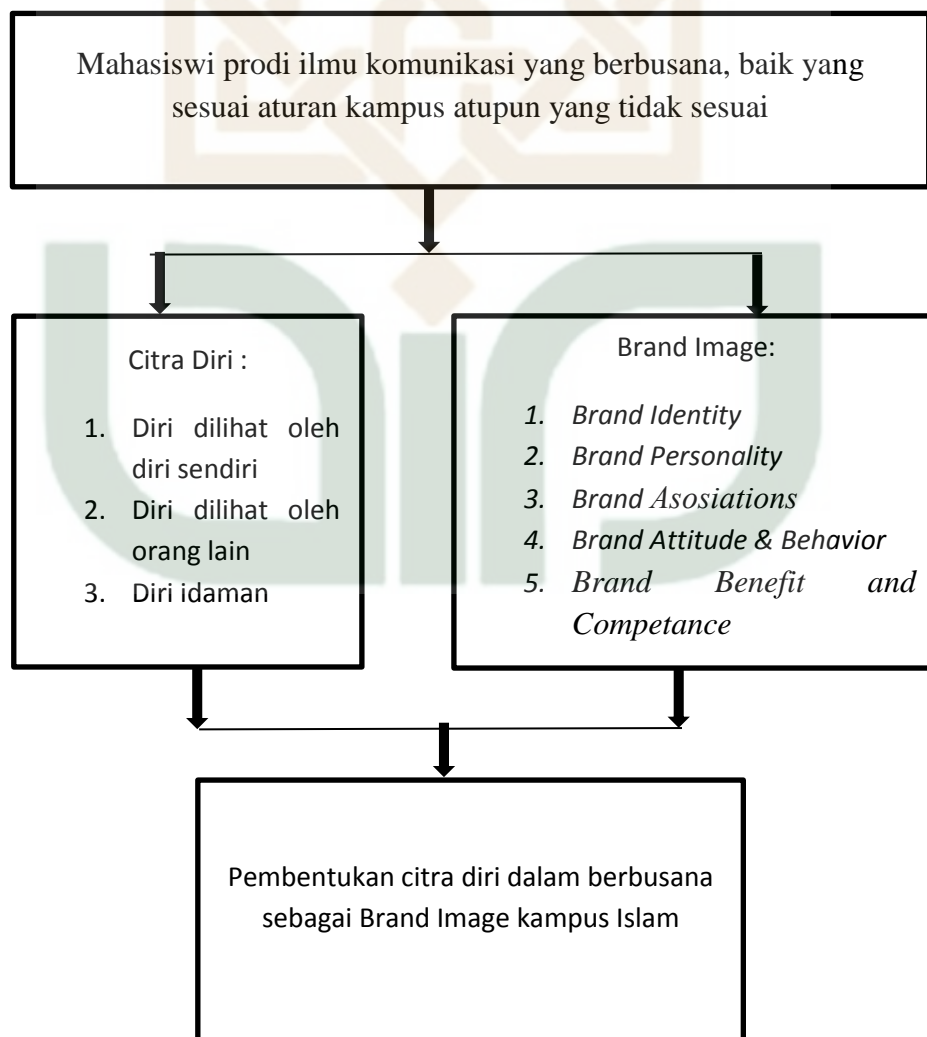 Mahasiswi prodi ilmu komunikasi yang berbusana, baik yang
sesuai aturan kampus atupun yang tidak sesuai
Citra Diri :
1. Diri dilihat oleh
diri sendiri
2. Diri dilihat oleh
orang lain
3. Diri idaman
Brand Image:
1. Brand Identity
2. Brand Personality
3. Brand Asosiations
4. Brand Attitude & Behavior
5. Brand Benefit and
Competance
Pembentukan citra diri dalam berbusana
sebagai Brand Image kampus Islam